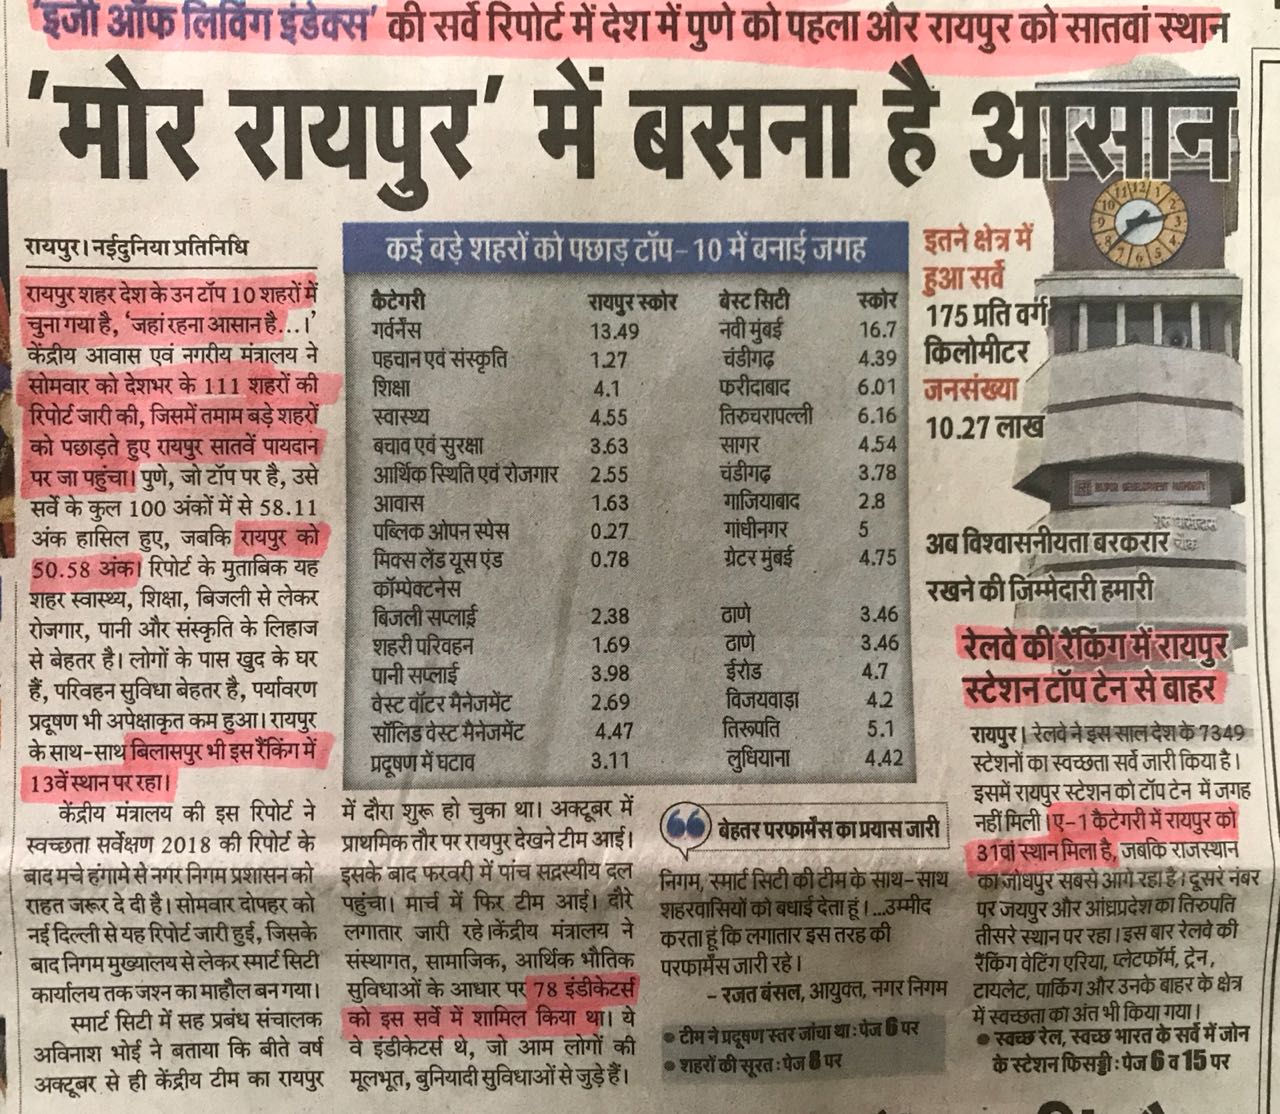 'इजी ऑफ लिविंग इंडेक्स' की सर्वे रिपोर्ट में देश में पुणे को पहला और रायपुर को सातवां स्थान
'मोर रायपुर' में बसना है आसान
रायपुर। नईदुनिया प्रतिनिधि
रायपुर शहर देश के उन टॉप 10 शहरों में
चुना गया है, 'जहां रहना आसान है...।'
केंद्रीय आवास एवं नगरीय मंत्रालय ने
सोमवार को देशभर के 111 शहरों की
रिपोर्ट जारी की, जिसमें तमाम बड़े शहरों
को पछाड़ते हुए रायपुर सातवें पायदान
पर जा पहुंचा। पुणे, जो टॉप पर है, उसे
सर्वे के कुल 100 अंकों में से 58.11
अंक हासिल हुए, जबकि रायपुर को
50.58 अंक। रिपोर्ट के मुताबिक यह
शहर स्वास्थ्य, शिक्षा, बिजली से लेकर
रोजगार, पानी और संस्कृति के लिहाज
से बेहतर है। लोगों के पास खुद के घर
हैं, परिवहन सुविधा बेहतर है, पर्यावरण
प्रदूषण भी अपेक्षाकृत कम हुआ। रायपुर
के साथ-साथ बिलासपुर भी इस रैंकिंग में
13वें स्थान पर रहा।
केंद्रीय मंत्रालय की इस रिपोर्ट ने
स्वच्छता सर्वेक्षण 2018 की रिपोर्ट के
बाद मचे हंगामे से नगर निगम प्रशासन को
राहत जरूर दे दी है। सोमवार दोपहर को
नई दिल्ली से यह रिपोर्ट जारी हुई, जिसके
बाद निगम मुख्यालय से लेकर स्मार्ट सिटी
कार्यालय तक जश्न का माहौल बन गया।
स्मार्ट सिटी में सह प्रबंध संचालक
अविनाश भोई ने बताया कि बीते वर्ष
अक्टूबर से ही केंद्रीय टीम का रायपुर
कई बड़े शहरों को पछाड़ टॉप-10 में बनाई जगह
कैटेगरी रायपुर स्कोर बेस्ट सिटी स्कोर
गर्वर्नेंस 13.49 नवी मुंबई 16.7
पहचान एवं संस्कृति 1.27 चंडीगढ़ 4.39
शिक्षा 4.1 फरीदाबाद 6.01
स्वास्थ्य 4.55 तिरुचरापल्ली 6.16
बचाव एवं सुरक्षा 3.63 सागर 4.54
आर्थिक स्थिति एवं रोजगार 2.55 चंडीगढ़ 3.78
आवास 1.63 गाजियाबाद 2.8
पब्लिक ओपन स्पेस 0.27 गांधीनगर 5
मिक्स लेंड यूस एंड 0.78 ग्रेटर मुंबई 4.75
कॉम्पेक्टनेस
बिजली सप्लाई 2.38 ठाणे 3.46
शहरी परिवहन 1.69 ठाणे 3.46
पानी सप्लाई 3.98 ईरोड 4.7
वेस्ट वॉटर मैनेजमेंट 2.69 विजयवाड़ा 4.2
सॉलिड वेस्ट मैनेजमेंट 4.47 तिरूपति 5.1
प्रदूषण में घटाव 3.11 लुधियाना 4.42
में दौरा शुरू हो चुका था। अक्टूबर में
प्राथमिक तौर पर रायपुर देखने टीम आई।
इसके बाद फरवरी में पांच सदस्यीय दल
पहुंचा। मार्च में फिर टीम आई। दौरे
लगातार जारी रहे।केंद्रीय मंत्रालय ने
संस्थागत, सामाजिक, आर्थिक भौतिक
सुविधाओं के आधार पर 78 इंडीकेटर्स
को इस सर्वे में शामिल किया था। ये
वे इंडीकेटर्स थे, जो आम लोगों की
मूलभूत, बुनियादी सुविधाओं से जुड़े हैं।
बेहतर परफार्मेंस का प्रयास जारी
निगम, स्मार्ट सिटी की टीम के साथ-साथ
शहरवासियों को बधाई देता हूं।...उम्मीद
करता हूं कि लगातार इस तरह की
परफार्मेंस जारी रहे।
- रजत बंसल, आयुक्त, नगर निगम
● टीम ने प्रदूषण स्तर जांचा था : पेज 6 पर
● शहरों की सूरत : पेज 8 पर
इतने क्षेत्र में
हुआ सर्वे
175 प्रति वर्ग
किलोमीटर
जनसंख्या
10.27 लाख
RAIPUR DEVELOPMENT AUTHORITY
गुरु घासीदास
चौक
अब विश्वासनीयता बरकरार
रखने की जिम्मेदारी हमारी
रेलवे की रैंकिंग में रायपुर
स्टेशन टॉप टेन से बाहर
रायपुर। रेलवे ने इस साल देश के 7349
स्टेशनों का स्वच्छता सर्वे जारी किया है।
इसमें रायपुर स्टेशन को टॉप टेन में जगह
नहीं मिली। ए-1 कैटेगरी में रायपुर को
31वां स्थान मिला है, जबकि राजस्थान
का जोधपुर सबसे आगे रहा है। दूसरे नंबर
पर जयपुर और आंध्रप्रदेश का तिरुपति
तीसरे स्थान पर रहा। इस बार रेलवे की
रैंकिंग वेटिंग एरिया, प्लेटफॉर्म, ट्रेन,
टायलेट, पार्किंग और उनके बाहर के क्षेत्र
में स्वच्छता का अंत भी किया गया।
● स्वच्छ रेल, स्वच्छ भारत के सर्वे में जोन
के स्टेशन फिसड्डी : पेज 6 व 15 पर